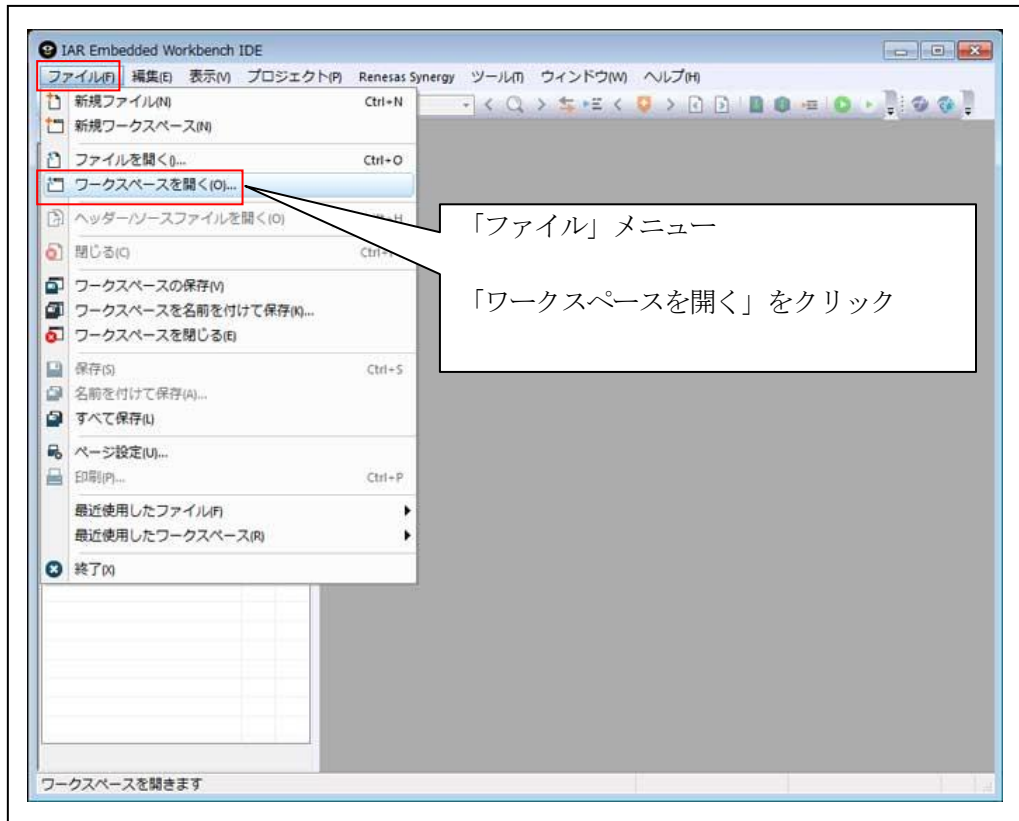 IAR Embedded Workbench IDE
ファイル(F) 編集(E) 表示(V) プロジェクト(P) Renesas Synergy ツール(T) ウィンドウ(W) ヘルプ(H)
新規ファイル(N) Ctrl+N
新規ワークスペース(N)
ファイルを開く()... Ctrl+O
ワークスペースを開く(O)...
ヘッダー/ソースファイルを開く(O)
閉じる(C)
ワークスペースの保存(V)
ワークスペースを名前を付けて保存(K)...
ワークスペースを閉じる(E)
保存(S) Ctrl+S
名前を付けて保存(A)...
すべて保存(L)
ページ設定(U)...
印刷(P)... Ctrl+P
最近使用したファイル(F)
最近使用したワークスペース(R)
終了(X)
「ファイル」メニュー
「ワークスペースを開く」をクリック
ワークスペースを開きます